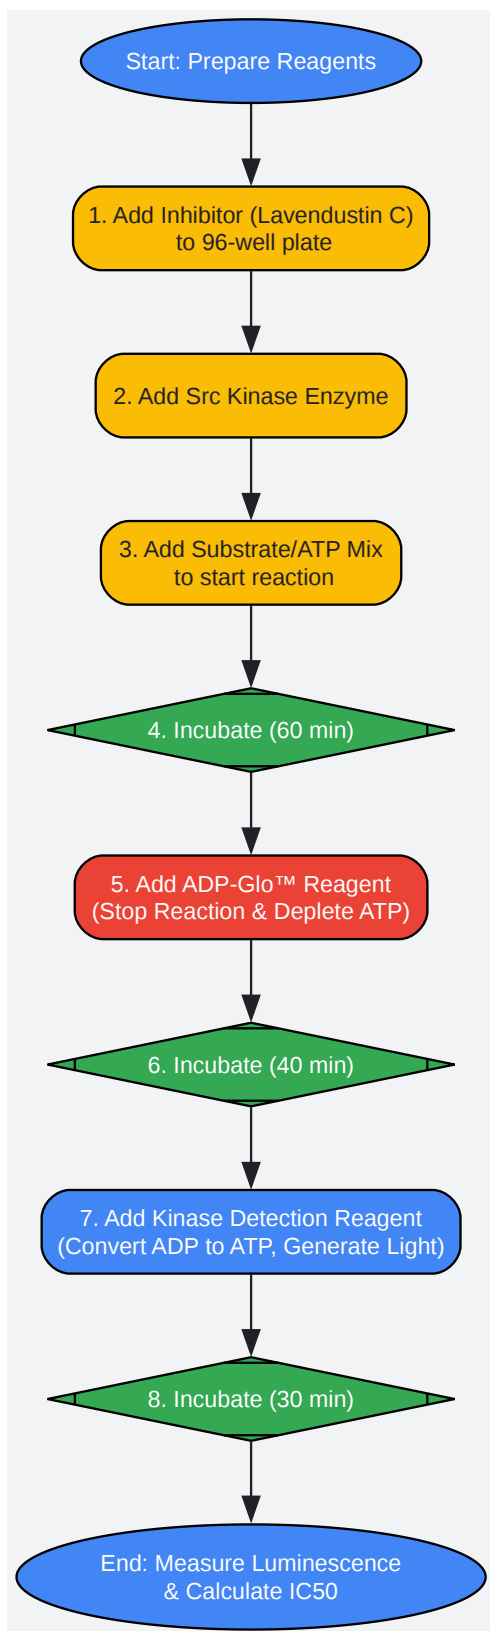 Start: Prepare Reagents
1. Add Inhibitor (Lavendustin C)
to 96-well plate
2. Add Src Kinase Enzyme
3. Add Substrate/ATP Mix
to start reaction
4. Incubate (60 min)
5. Add ADP-Glo™ Reagent
(Stop Reaction & Deplete ATP)
6. Incubate (40 min)
7. Add Kinase Detection Reagent
(Convert ADP to ATP, Generate Light)
8. Incubate (30 min)
End: Measure Luminescence
& Calculate IC50